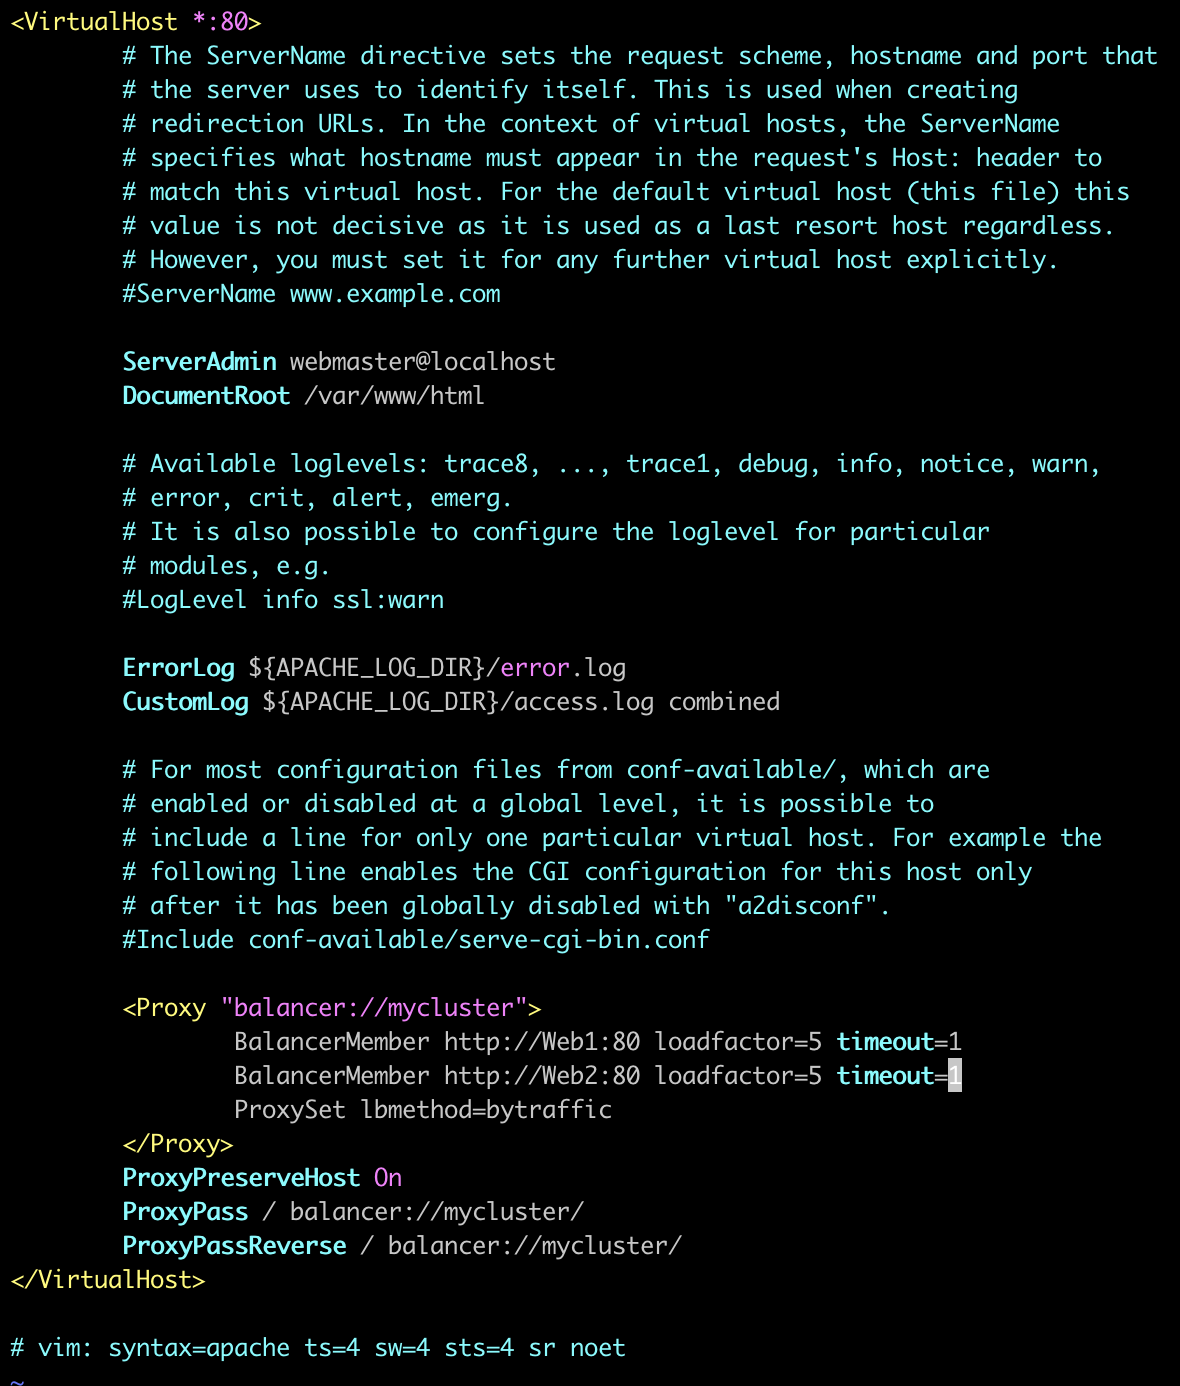 <VirtualHost *:80>
        # The ServerName directive sets the request scheme, hostname and port that
        # the server uses to identify itself. This is used when creating
        # redirection URLs. In the context of virtual hosts, the ServerName
        # specifies what hostname must appear in the request's Host: header to
        # match this virtual host. For the default virtual host (this file) this
        # value is not decisive as it is used as a last resort host regardless.
        # However, you must set it for any further virtual host explicitly.
        #ServerName www.example.com

        ServerAdmin webmaster@localhost
        DocumentRoot /var/www/html

        # Available loglevels: trace8, ..., trace1, debug, info, notice, warn,
        # error, crit, alert, emerg.
        # It is also possible to configure the loglevel for particular
        # modules, e.g.
        #LogLevel info ssl:warn

        ErrorLog ${APACHE_LOG_DIR}/error.log
        CustomLog ${APACHE_LOG_DIR}/access.log combined

        # For most configuration files from conf-available/, which are
        # enabled or disabled at a global level, it is possible to
        # include a line for only one particular virtual host. For example the
        # following line enables the CGI configuration for this host only
        # after it has been globally disabled with "a2disconf".
        #Include conf-available/serve-cgi-bin.conf

        <Proxy "balancer://mycluster">
                BalancerMember http://Web1:80 loadfactor=5 timeout=1
                BalancerMember http://Web2:80 loadfactor=5 timeout=1
                ProxySet lbmethod=bytraffic
        </Proxy>
        ProxyPreserveHost On
        ProxyPass / balancer://mycluster/
        ProxyPassReverse / balancer://mycluster/
</VirtualHost>

# vim: syntax=apache ts=4 sw=4 sts=4 sr noet
~